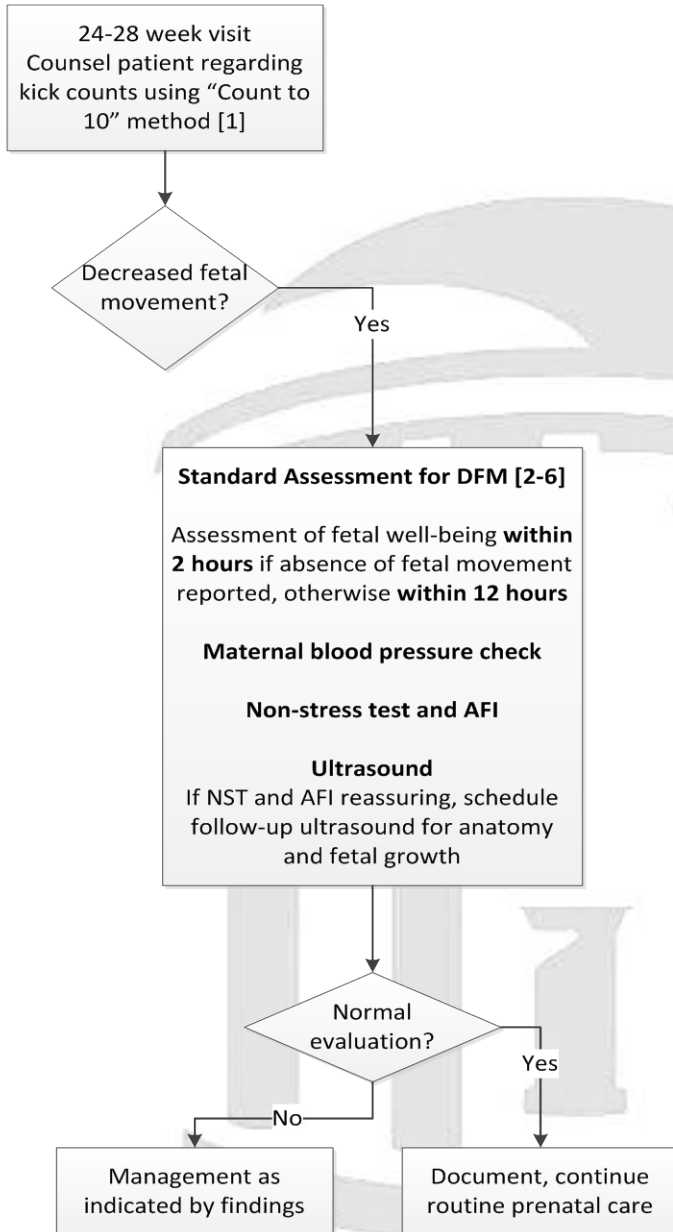 24-28 week visit
Counsel patient regarding
kick counts using “Count to
10” method [1]
Decreased fetal
movement?
Yes
Standard Assessment for DFM [2-6]
Assessment of fetal well-being within
2 hours if absence of fetal movement
reported, otherwise within 12 hours
Maternal blood pressure check
Non-stress test and AFI
Ultrasound
If NST and AFI reassuring, schedule
follow-up ultrasound for anatomy
and fetal growth
Normal
evaluation?
Yes
No
Management as
indicated by findings
Document, continue
routine prenatal care